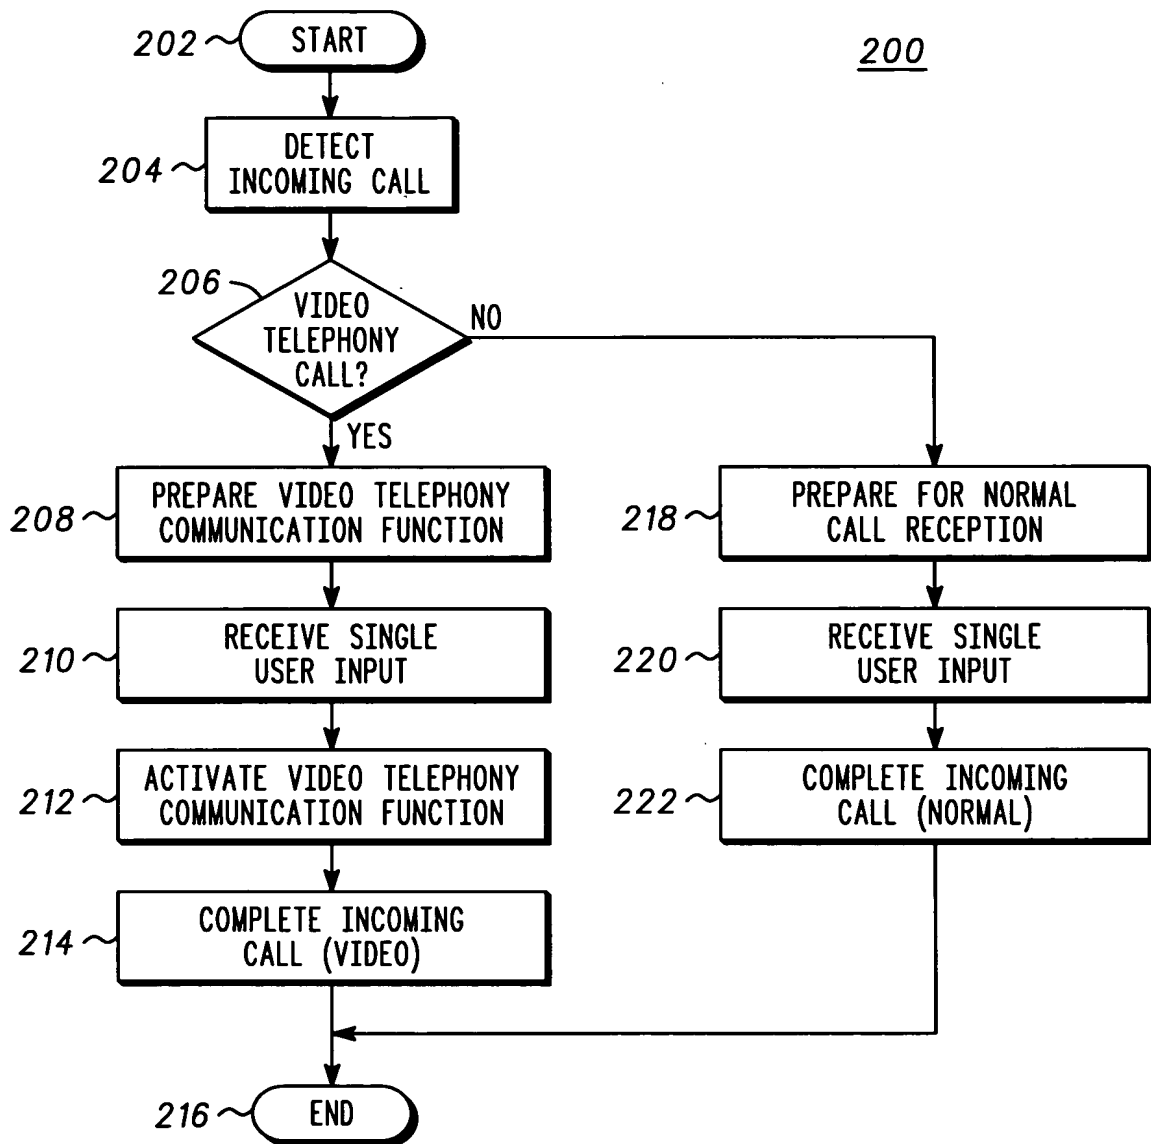 202
START
200
204
DETECT
INCOMING CALL
206
VIDEO
TELEPHONY
CALL?
NO
YES
208
PREPARE VIDEO TELEPHONY
COMMUNICATION FUNCTION
218
PREPARE FOR NORMAL
CALL RECEPTION
210
RECEIVE SINGLE
USER INPUT
220
RECEIVE SINGLE
USER INPUT
212
ACTIVATE VIDEO TELEPHONY
COMMUNICATION FUNCTION
222
COMPLETE INCOMING
CALL (NORMAL)
214
COMPLETE INCOMING
CALL (VIDEO)
216
END